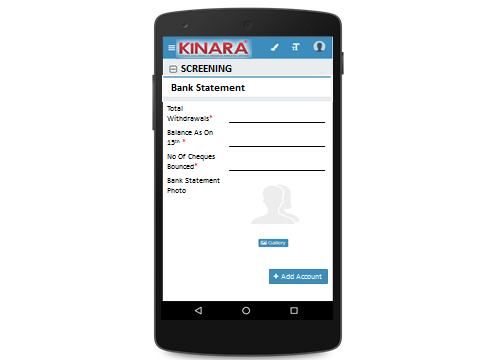 KINARA
SCREENING
Bank Statement
Total
Withdrawals*
Balance As On
15th *
No Of Cheques
Bounced*
Bank Statement
Photo
Gallery
+ Add Account